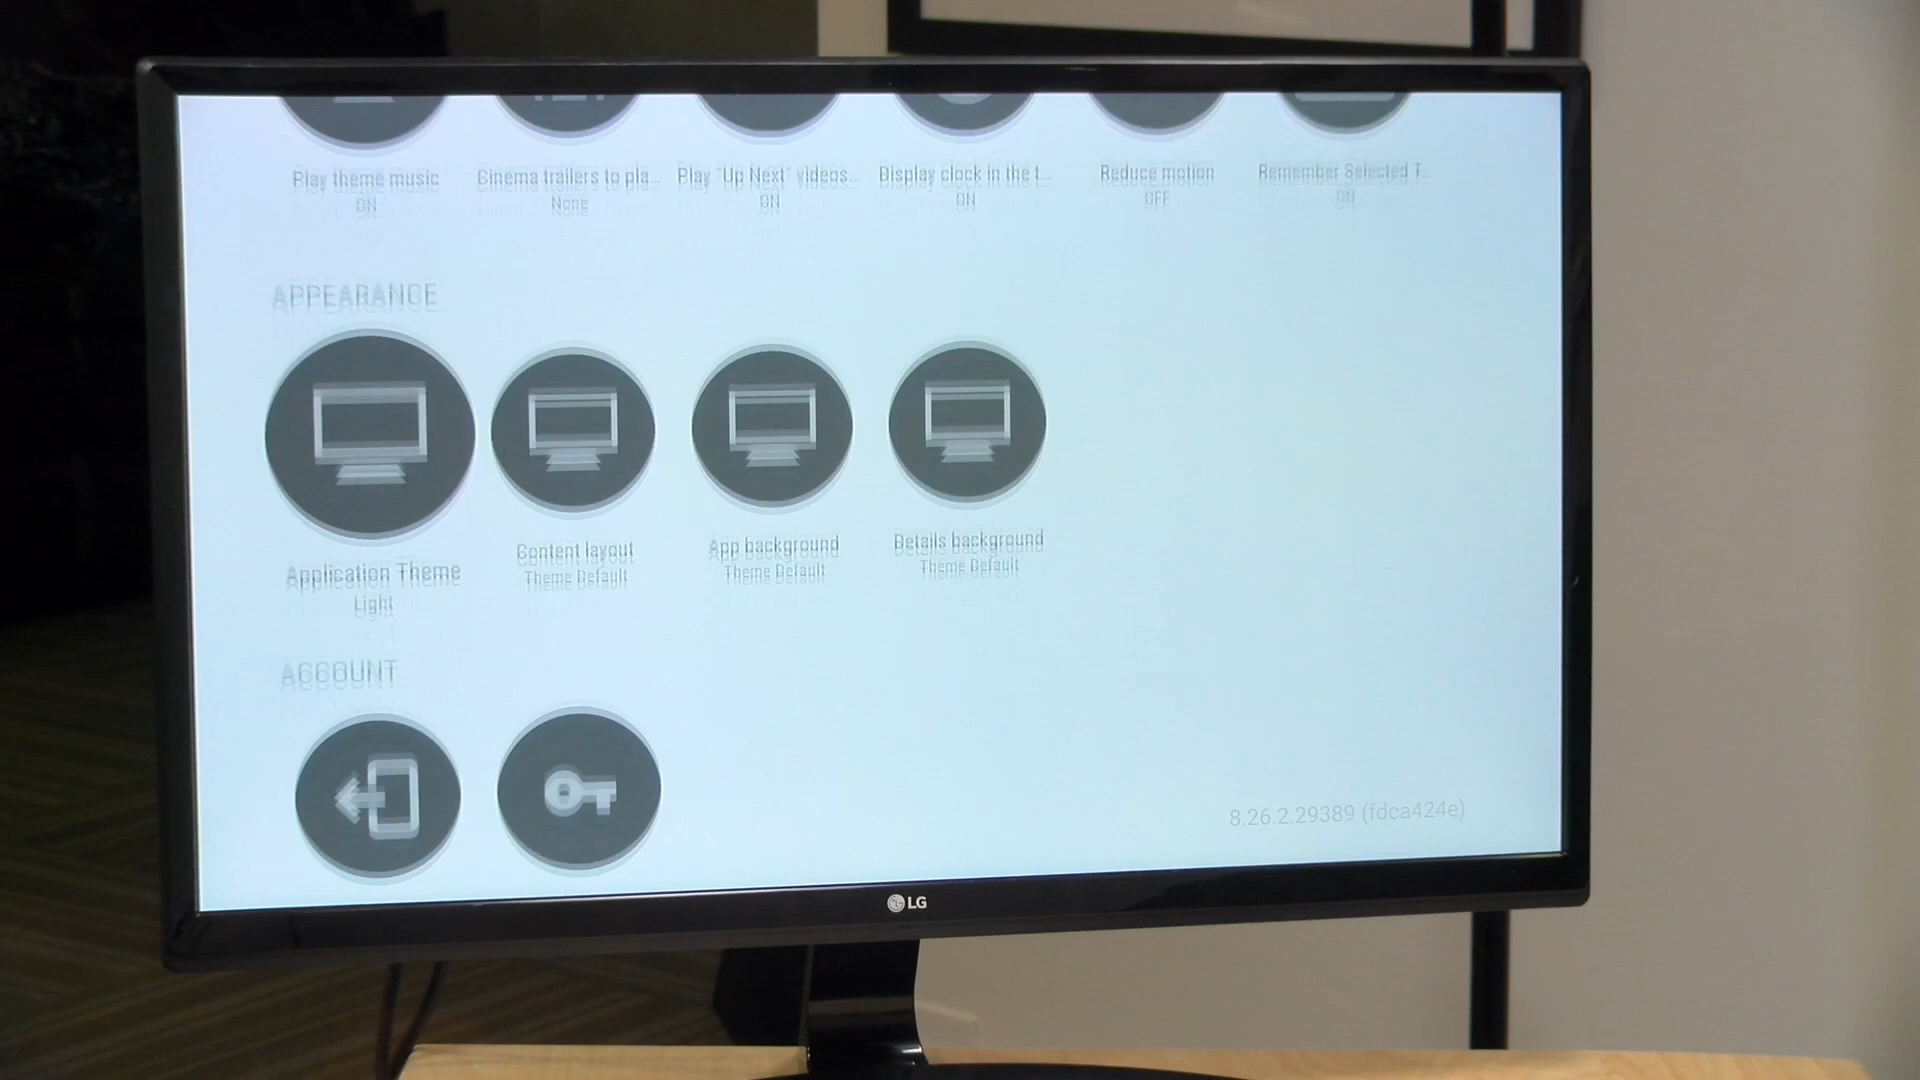 Play theme music
ON
Cinema trailers to pla...
None
Play "Up Next" videos...
ON
Display clock in the t...
ON
Reduce motion
OFF
Remember Selected T...
ON
APPEARANCE
Application Theme
Light
Content layout
Theme Default
App background
Theme Default
Details background
Theme Default
ACCOUNT
8.26.2.29389 (fdca424e)
LG